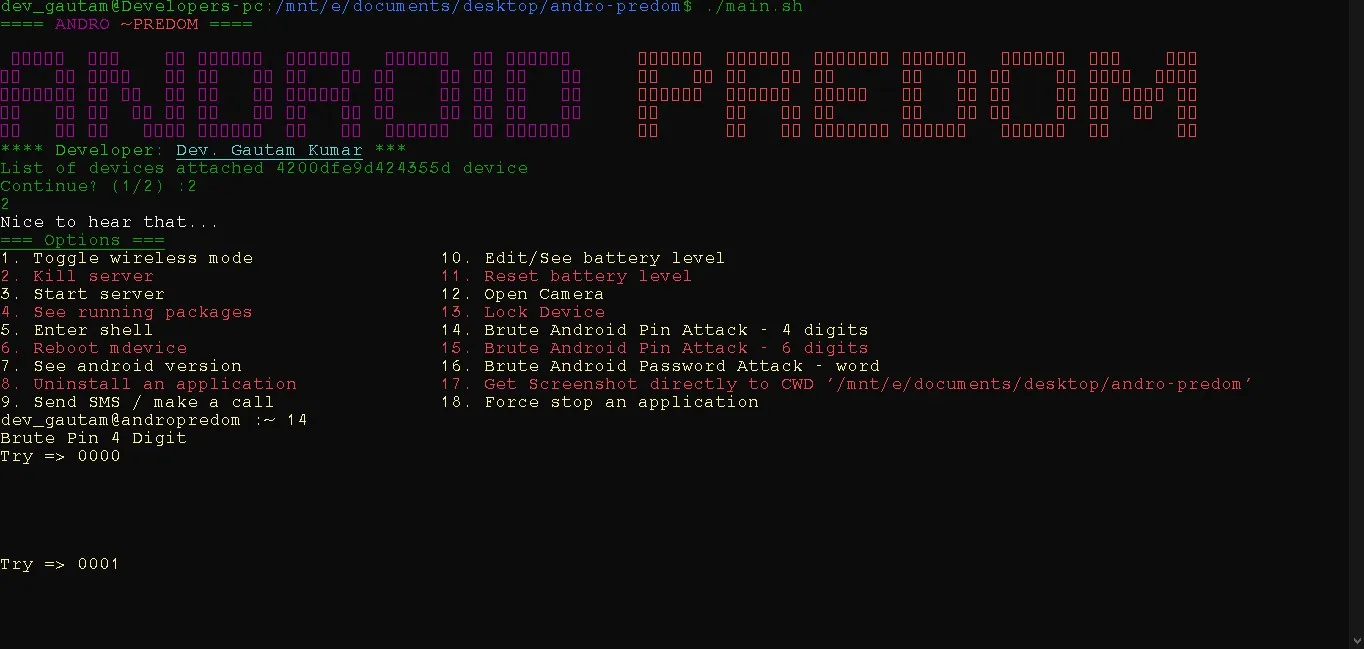 dev_gautam@Developers-pc:/mnt/e/documents/desktop/andro-predom$ ./main.sh
==== ANDRO ~PREDOM ====
ANDROID PREDOM
**** Developer: Dev. Gautam Kumar ***
List of devices attached 4200dfe9d424355d device
Continue? (1/2) :2
2
Nice to hear that...
=== Options ===
1. Toggle wireless mode 10. Edit/See battery level
2. Kill server 11. Reset battery level
3. Start server 12. Open Camera
4. See running packages 13. Lock Device
5. Enter shell 14. Brute Android Pin Attack - 4 digits
6. Reboot mdevice 15. Brute Android Pin Attack - 6 digits
7. See android version 16. Brute Android Password Attack - word
8. Uninstall an application 17. Get Screenshot directly to CWD '/mnt/e/documents/desktop/andro-predom'
9. Send SMS / make a call 18. Force stop an application
dev_gautam@andropredom :~ 14
Brute Pin 4 Digit
Try => 0000
Try => 0001